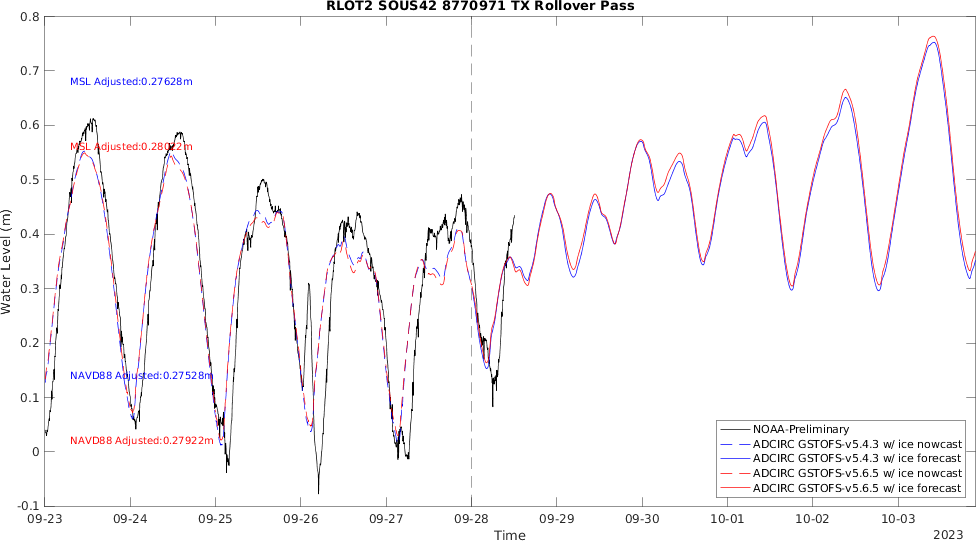 RLOT2 SOUS42 8770971 TX Rollover Pass
0.8
0.7
0.6
0.5
0.4
0.3
0.2
0.1
0
-0.1
Water Level (m)
MSL Adjusted:0.27628m
MSL Adjusted:
NAVD88 Adjusted:0.27528m
NAVD88 Adjusted:0.27922m
NOAA-Preliminary
ADCIRC GSTOFS-v5.4.3 w/ ice nowcast
ADCIRC GSTOFS-v5.4.3 w/ ice forecast
ADCIRC GSTOFS-v5.6.5 w/ ice nowcast
ADCIRC GSTOFS-v5.6.5 w/ ice forecast
09-23 09-24 09-25 09-26 09-27 09-28 09-29 09-30 10-01 10-02 10-03
Time
2023